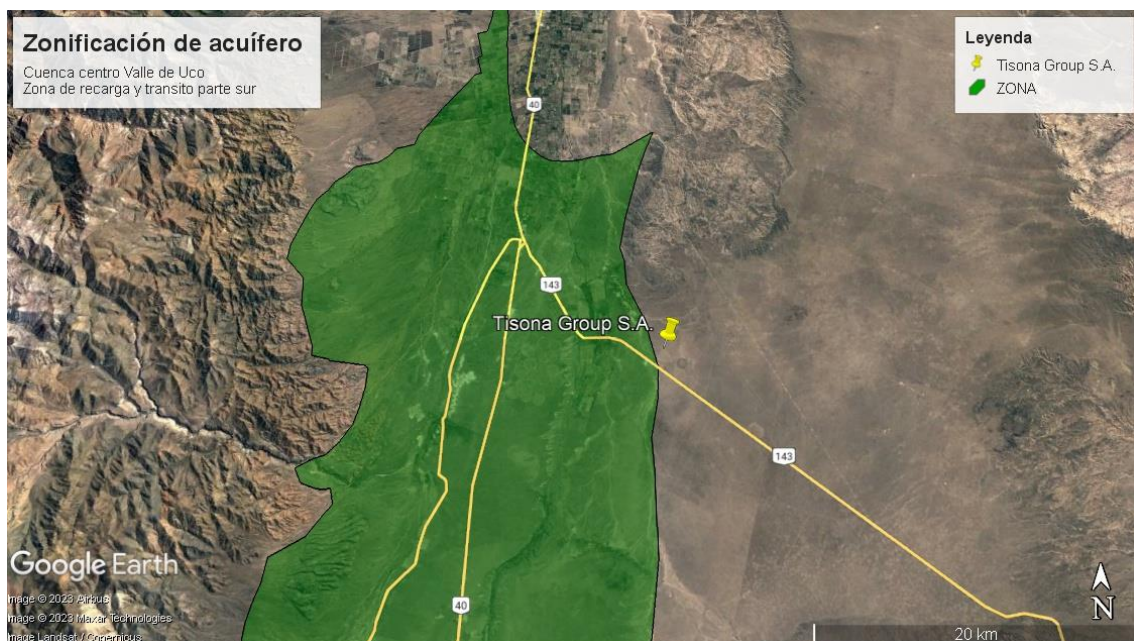 Zonificación de acuífero
Cuenca centro Valle de Uco
Zona de recarga y transito parte sur
Leyenda
Tisona Group S.A.
ZONA
40
143
Tisona Group S.A.
143
40
Google Earth
Image © 2023 Airbus
Image © 2023 Maxar Technologies
Image Landsat / Copernicus
20 km
N